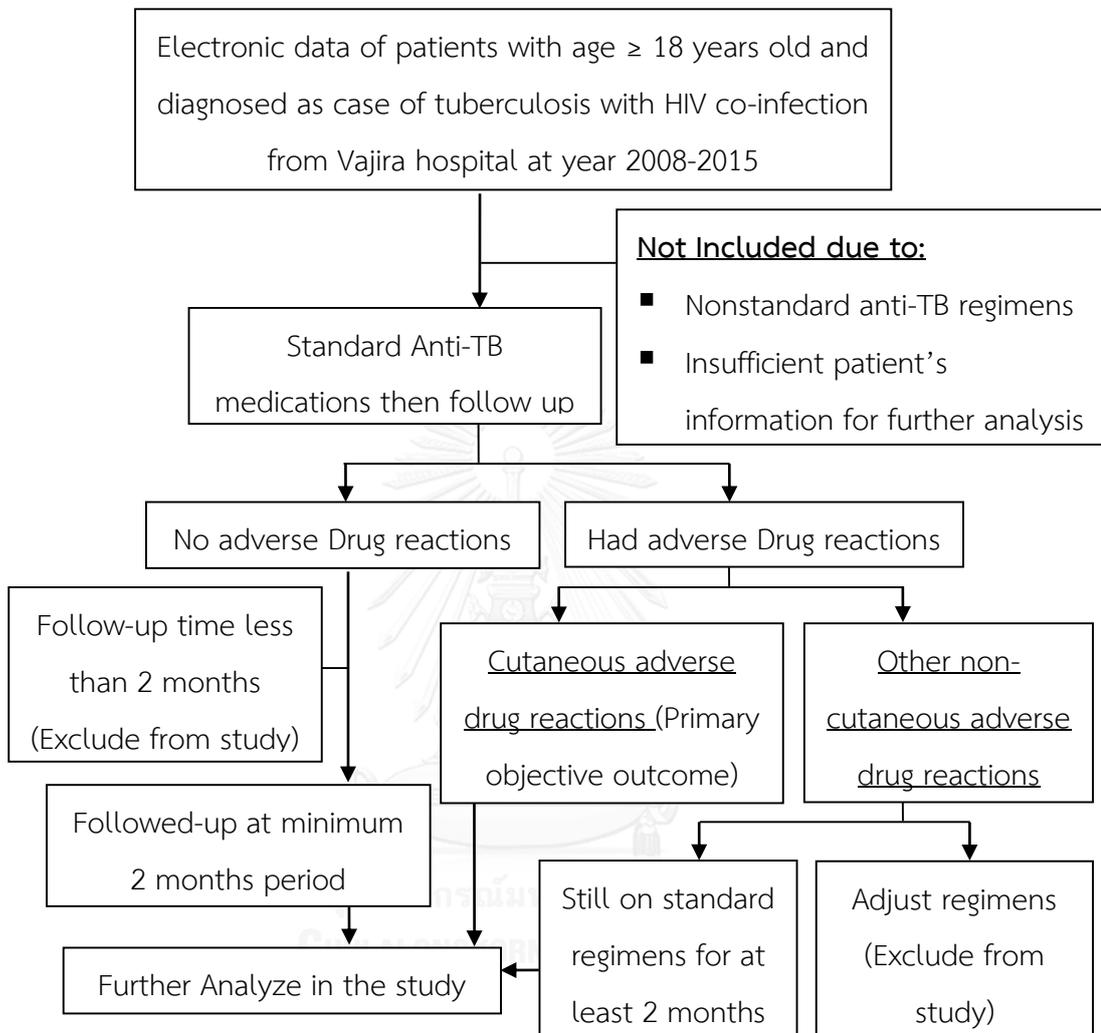 Electronic data of patients with age ≥ 18 years old and
diagnosed as case of tuberculosis with HIV co-infection
from Vajira hospital at year 2008-2015
Not Included due to:
■ Nonstandard anti-TB regimens
■ Insufficient patient’s
information for further analysis
Standard Anti-TB
medications then follow up
No adverse Drug reactions
Had adverse Drug reactions
Follow-up time less
than 2 months
(Exclude from study)
Cutaneous adverse
drug reactions (Primary
objective outcome)
Other non-
cutaneous adverse
drug reactions
Followed-up at minimum
2 months period
Still on standard
regimens for at
least 2 months
Adjust regimens
(Exclude from
study)
Further Analyze in the study